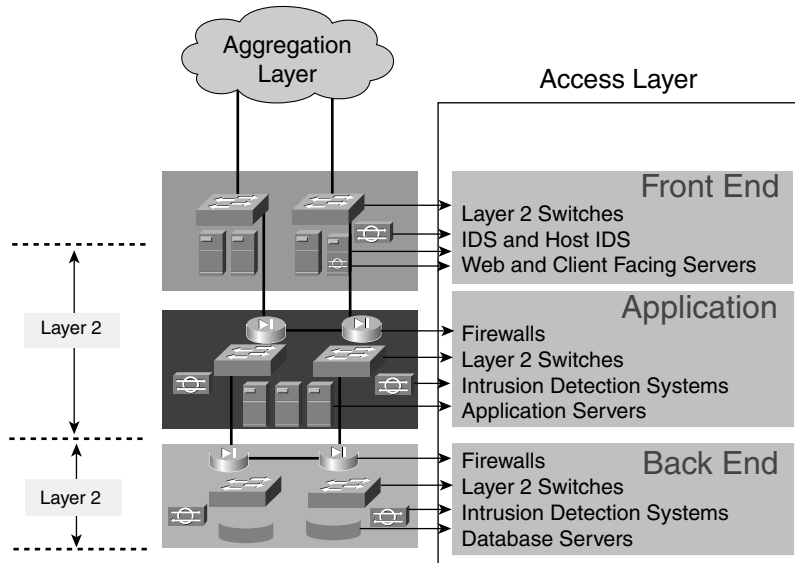 Aggregation
Layer
Access Layer
Front End
Layer 2 Switches
IDS and Host IDS
Web and Client Facing Servers
Layer 2
Application
Firewalls
Layer 2 Switches
Intrusion Detection Systems
Application Servers
Layer 2
Back End
Firewalls
Layer 2 Switches
Intrusion Detection Systems
Database Servers